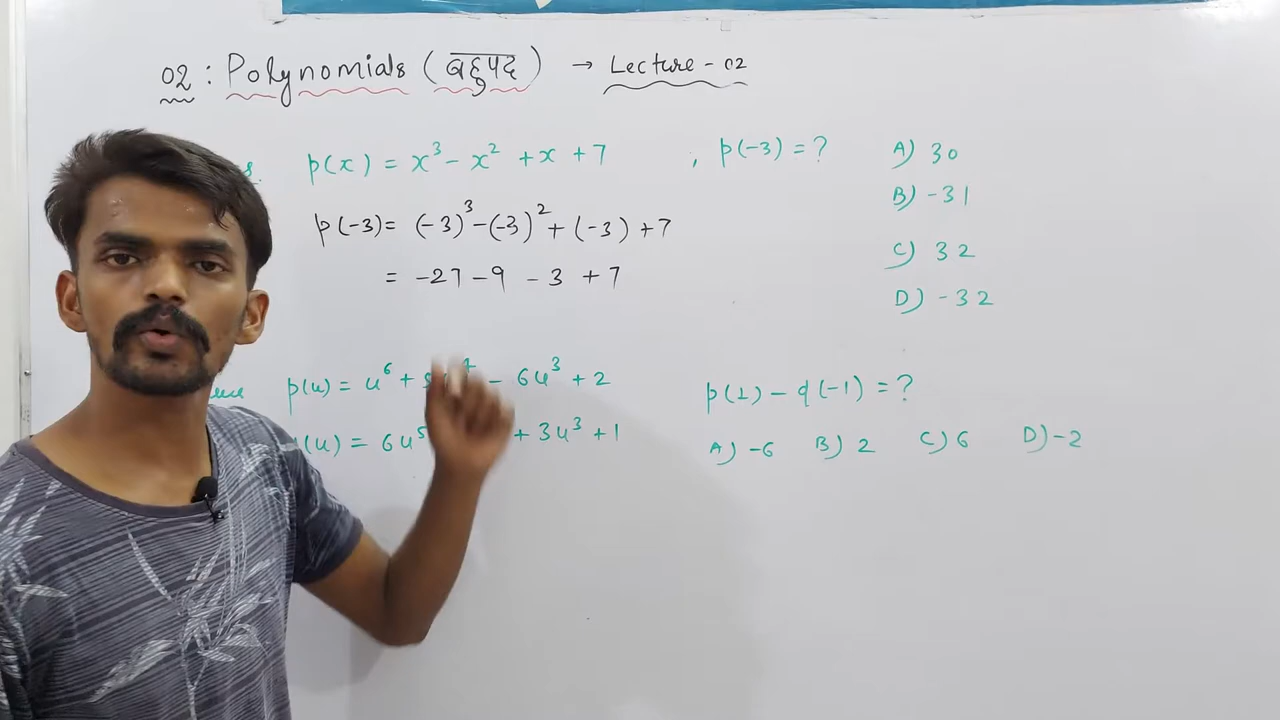 02 : Polynomials (बहुपद) → Lecture - 02
p(x) = x³ - x² + x + 7 , p(-3) = ?
A) 30
B) -31
C) 32
D) -32
p(-3) = (-3)³ - (-3)² + (-3) + 7
= -27 - 9 - 3 + 7
p(u) = u⁶ + - 6u³ + 2
(u) = 6u⁵ + 3u³ + 1
p(1) - q(-1) = ?
A) -6 B) 2 C) 6 D) -2